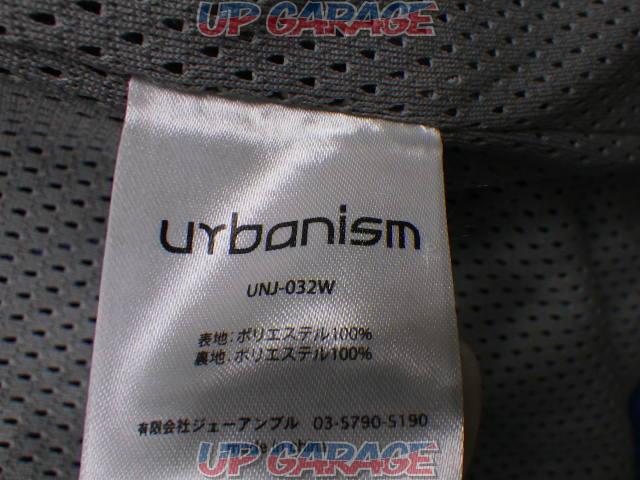 UP GARAGE
urbanism
UNJ-032W
表地:ポリエステル100%
裏地:ポリエステル100%
有限会社ジェーアンブル 03-5790-5190
UP GARAGE